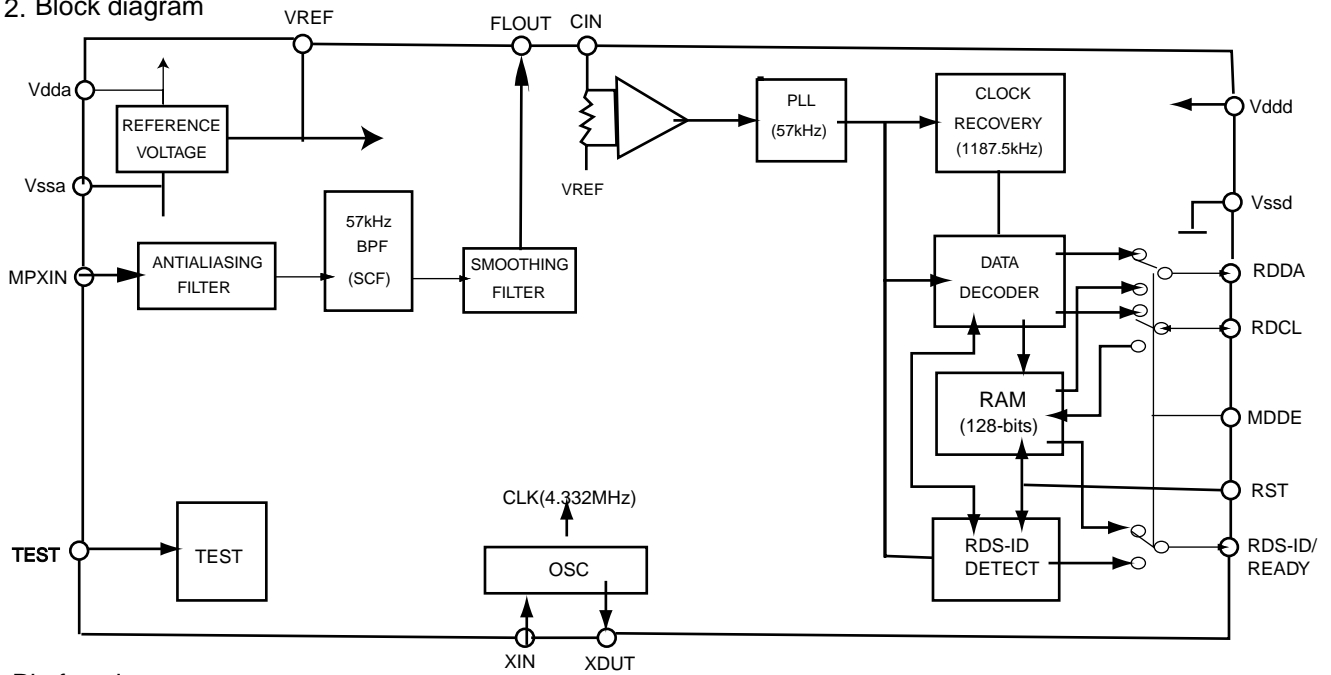 2. Block diagram
VREF
FLOUT
CIN
Vdda
REFERENCE
VOLTAGE
Vssa
VREF
PLL
(57kHz)
CLOCK
RECOVERY
(1187.5kHz)
Vddd
Vssd
MPXIN
ANTIALIASING
FILTER
57kHz
BPF
(SCF)
SMOOTHING
FILTER
DATA
DECODER
RDDA
RDCL
RAM
(128-bits)
MDDE
RST
CLK(4.332MHz)
TEST
TEST
OSC
RDS-ID
DETECT
RDS-ID/
READY
XIN
XDUT